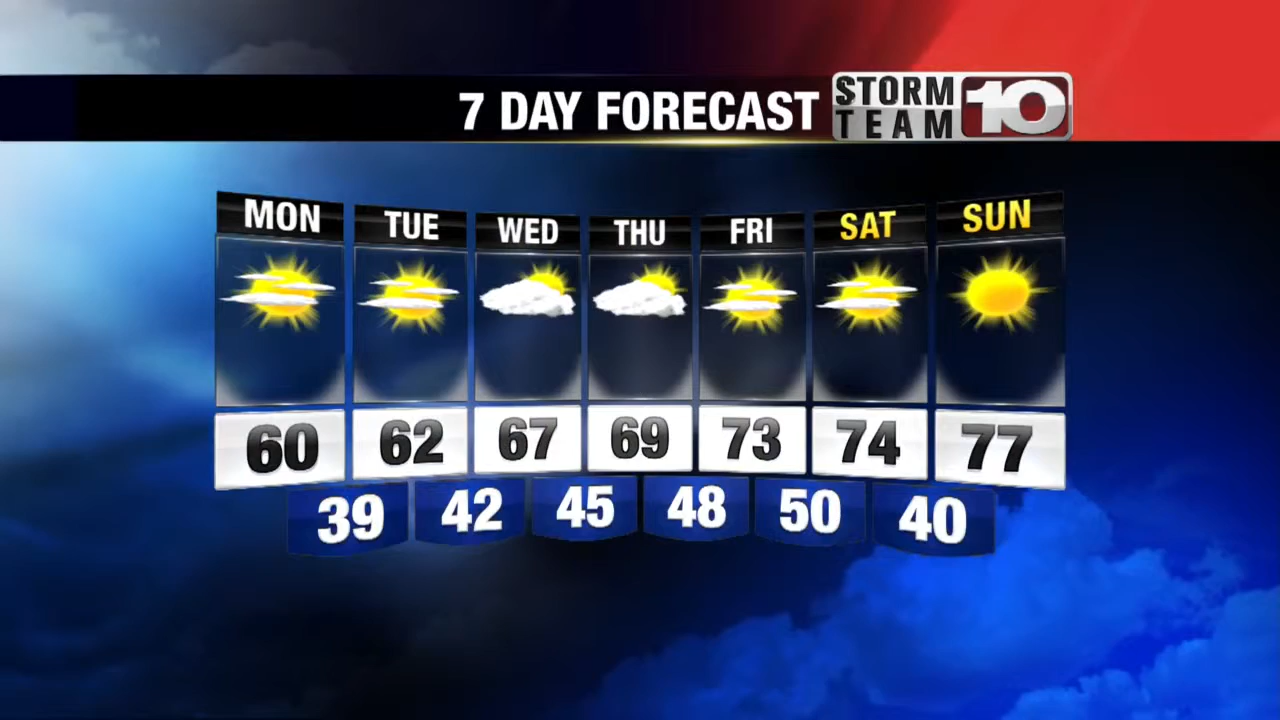 7 DAY FORECAST STORM TEAM 10
MON TUE WED THU FRI SAT SUN
60 62 67 69 73 74 77
39 42 45 48 50 40